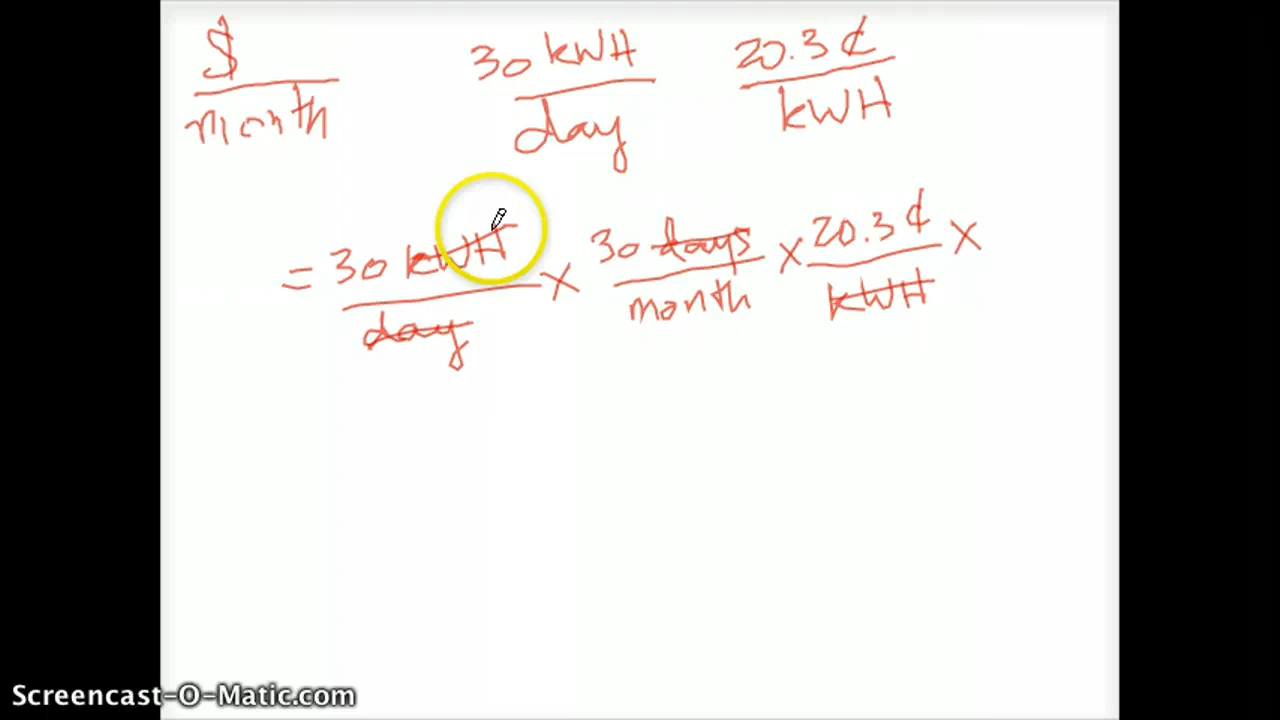 $ 30 kWH 20.3 ¢
month day kWH
= 30 kWH × 30 days × 20.3 ¢ ×
day month kWH
Screencast-O-Matic.com